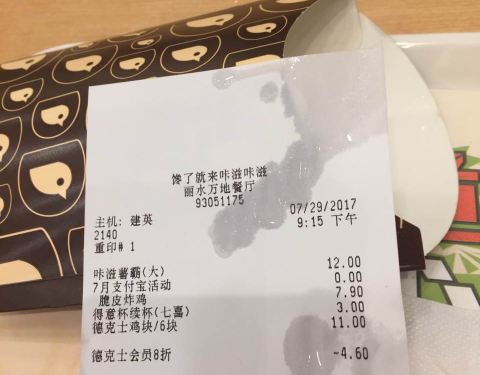 馋了就来咔滋咔滋
丽水万地餐厅
93051175
主机: 建英 07/29/2017
2140 9:15 下午
重印# 1
咔滋薯霸(大) 12.00
7月支付宝活动 0.00
脆皮炸鸡 7.90
得意杯续杯(七喜) 3.00
德克士鸡块/6块 11.00
德克士会员8折 -4.60